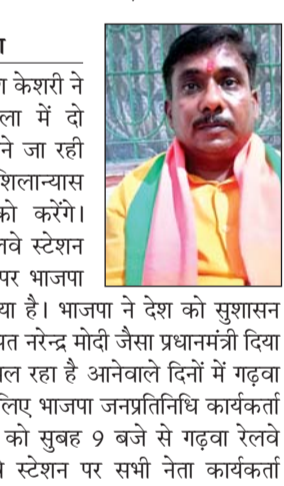 केशरी ने
ला में दो
ने जा रही
शिलान्यास
को करेंगे।
लवे स्टेशन
पर भाजपा
या है। भाजपा ने देश को सुशासन
नरेन्द्र मोदी जैसा प्रधानमंत्री दिया
रहा है आनेवाले दिनों में गढ़वा
लिए भाजपा जनप्रतिनिधि कार्यकर्ता
को सुबह 9 बजे से गढ़वा रेलवे
स्टेशन पर सभी नेता कार्यकर्ता